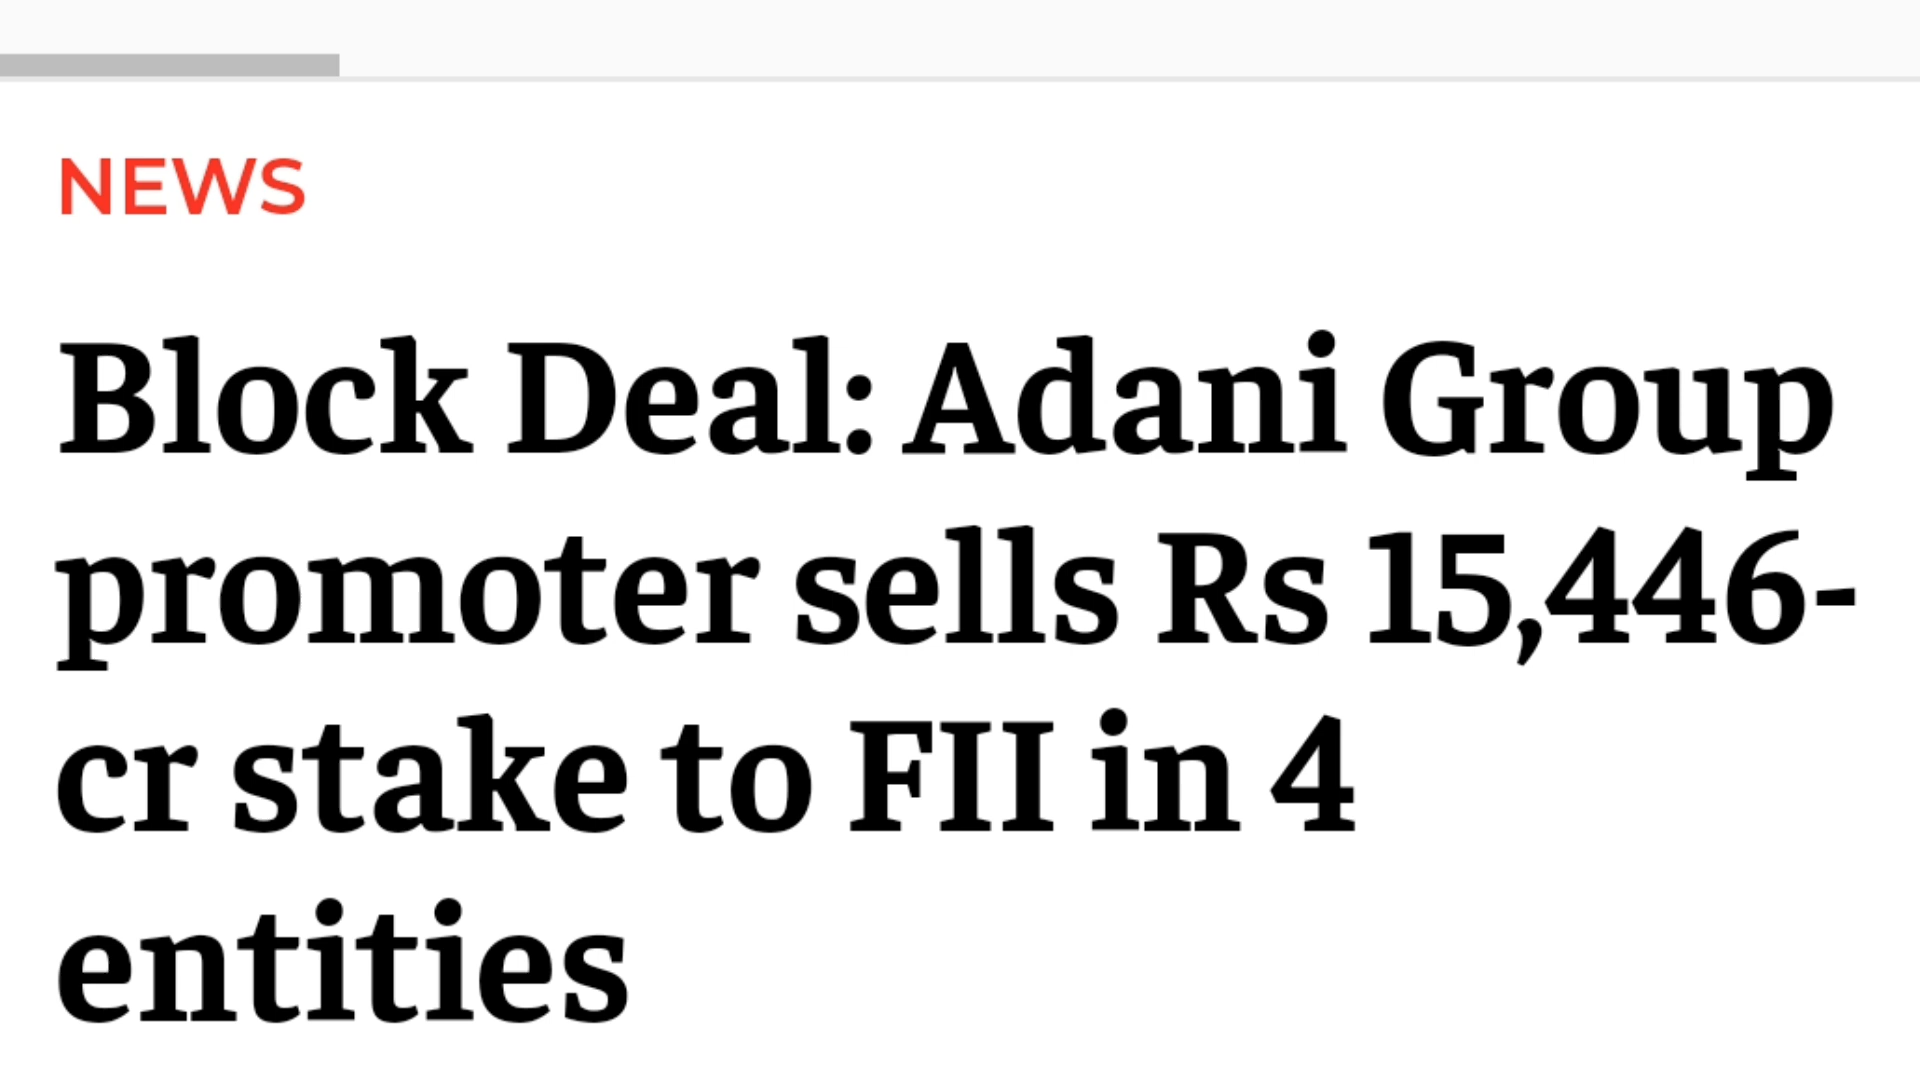 NEWS
Block Deal: Adani Group
promoter sells Rs 15,446-
cr stake to FII in 4
entities